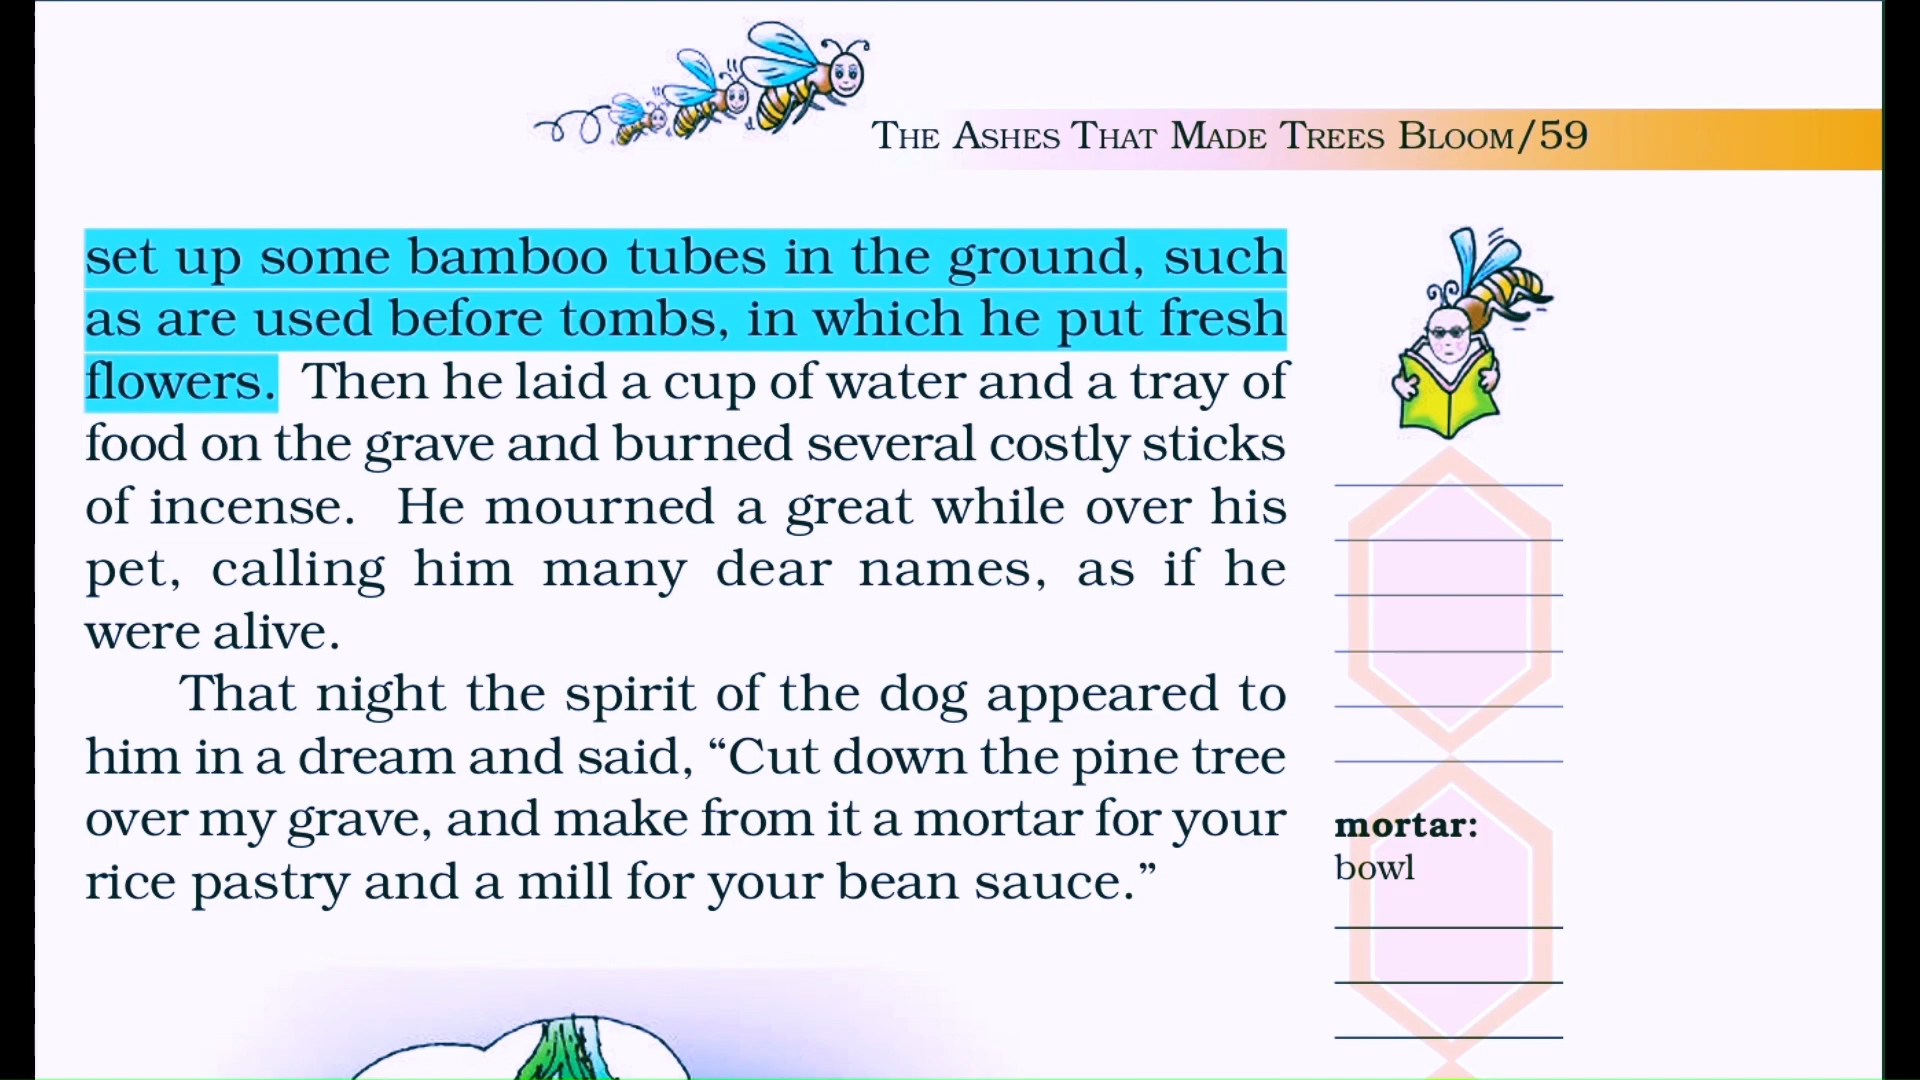 THE ASHES THAT MADE TREES BLOOM/59
set up some bamboo tubes in the ground, such
as are used before tombs, in which he put fresh
flowers. Then he laid a cup of water and a tray of
food on the grave and burned several costly sticks
of incense. He mourned a great while over his
pet, calling him many dear names, as if he
were alive.
That night the spirit of the dog appeared to
him in a dream and said, “Cut down the pine tree
over my grave, and make from it a mortar for your
rice pastry and a mill for your bean sauce.”
mortar:
bowl